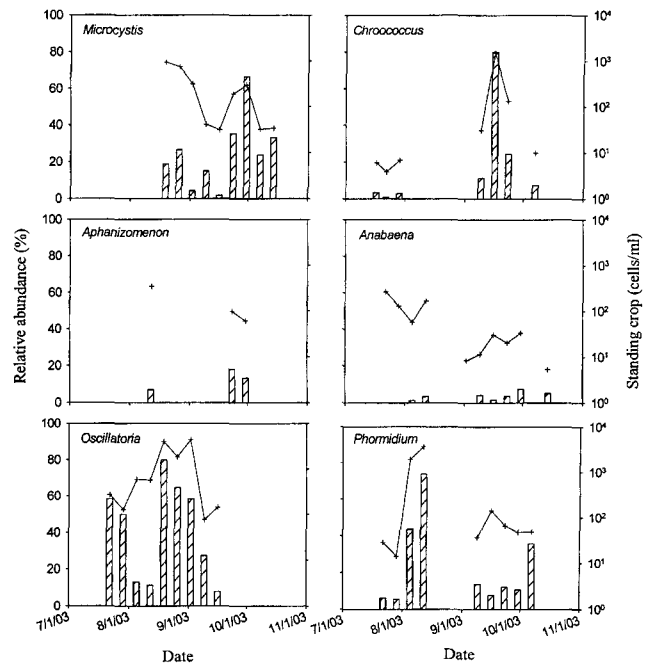 Microcystis
100
80
60
40
20
0
Chroococcus
10⁴
10³
10²
10¹
10⁰
Aphanizomenon
100
80
60
40
20
0
Anabaena
10⁴
10³
10²
10¹
10⁰
Relative abundance (%)
Standing crop (cells/ml)
Oscillatoria
100
80
60
40
20
0
Phormidium
10⁴
10³
10²
10¹
10⁰
7/1/03 8/1/03 9/1/03 10/1/03 11/1/03
7/1/03 8/1/03 9/1/03 10/1/03 11/1/03
Date
Date